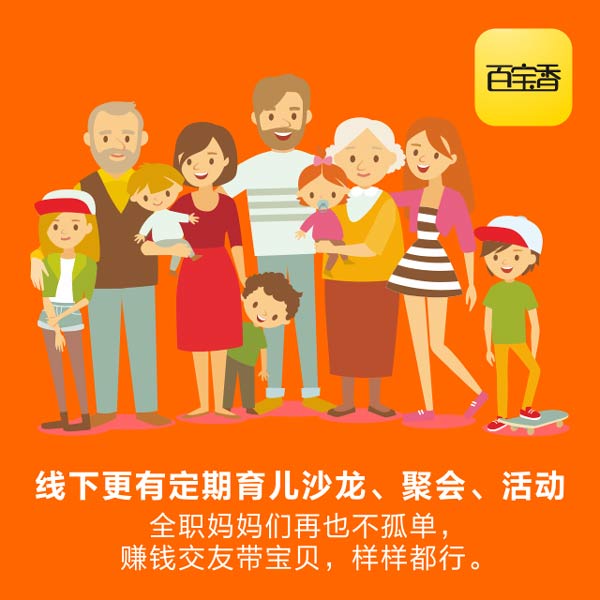 百宝香
线下更有定期育儿沙龙、聚会、活动
全职妈妈们再也不孤单，
赚钱交友带宝贝，样样都行。